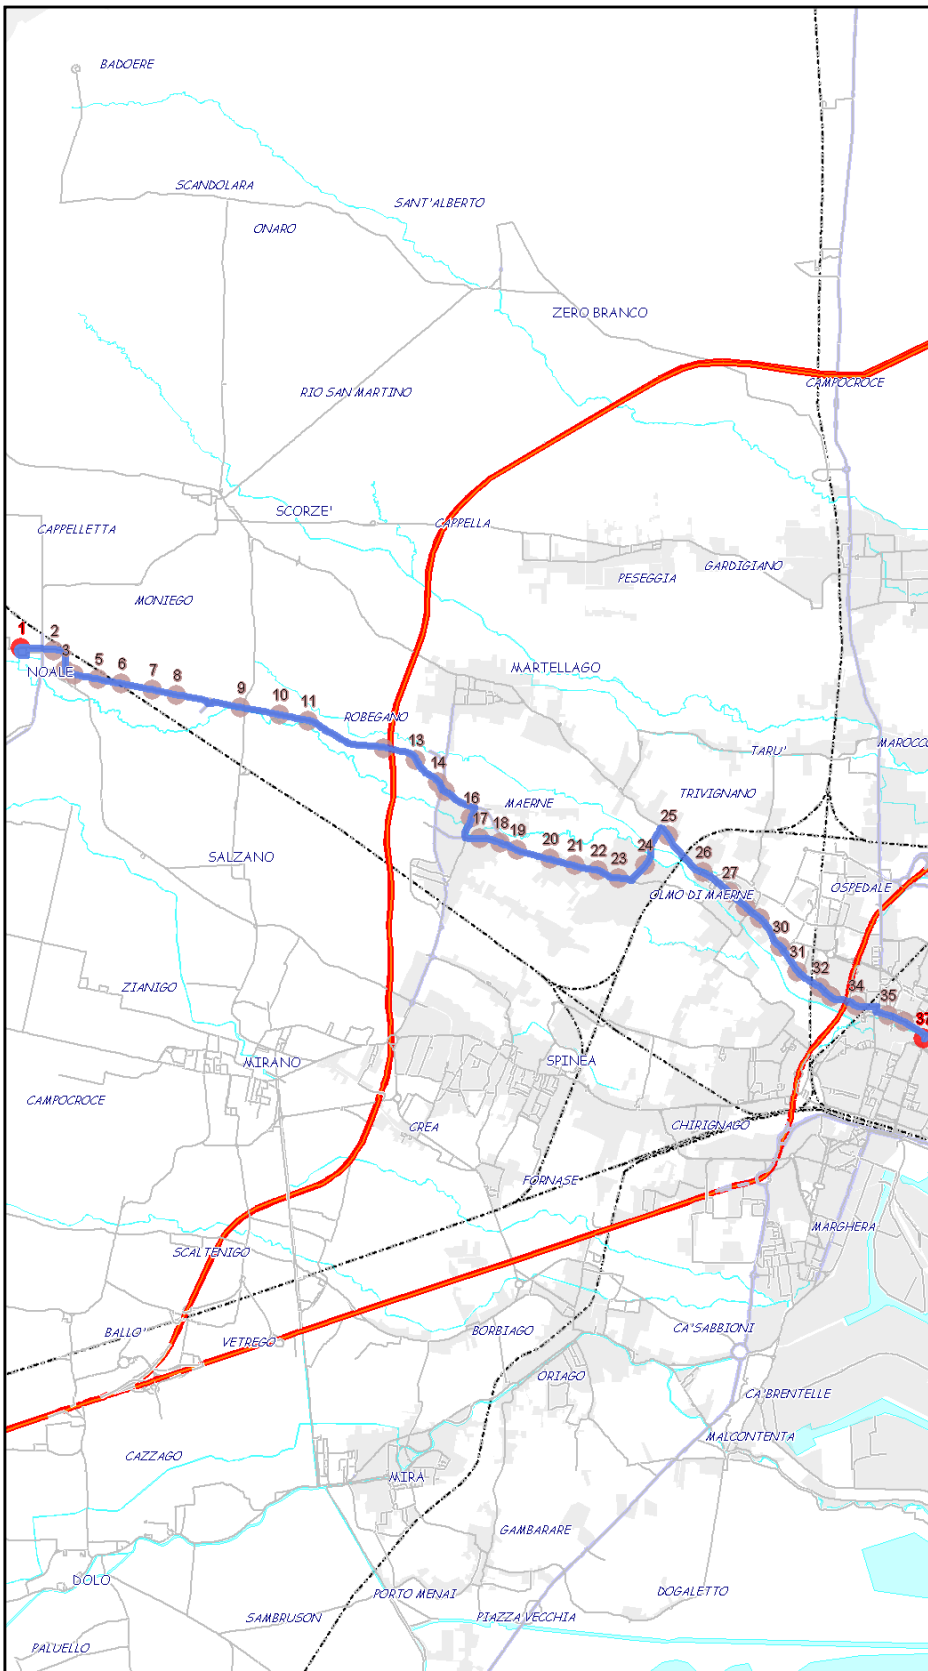 BADOERE
SCANDOLARA
SANT'ALBERTO
ONARO
ZERO BRANCO
CAMPOCROCE
RIO SAN MARTINO
SCORZE'
CAPPELLA
CAPPELLETTA
GARDIGIANO
PESEGGIA
MONIEGO
1
2
3
NOALE
5
6
7
8
9
10
11
MARTELLAGO
ROBEGANO
13
14
16
17
18
19
20
21
22
23
24
25
26
27
30
31
32
34
35
37
TARU'
MAROCCO
TRIVIGNANO
MAERNE
SALZANO
OLMO DI MAERNE
OSPEDALE
ZIANIGO
MIRANO
SPINEA
CAMPOCROCE
CREA
CHIRIGNAGO
FORNASE
MARGHERA
SCALTENIGO
BALLO'
VETREGO
BORBIAGO
CA'SABBIONI
ORIAGO
CA'BRENTELLE
MALCONTENTA
CAZZAGO
MIRA
GAMBARARE
DOLO
PORTO MENAI
DOGALETTO
SAMBRUSON
PIAZZA VECCHIA
PALUELLO